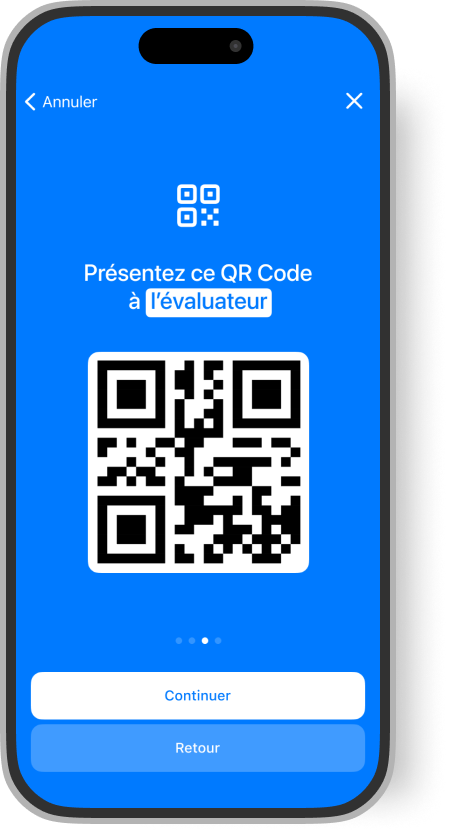 Annuler
Présentez ce QR Code
à l’évaluateur
Continuer
Retour